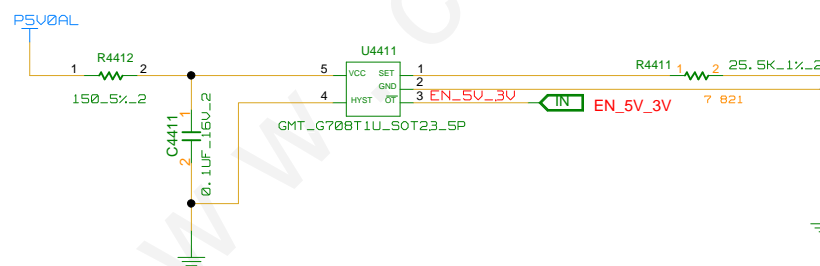 P5V0AL
R4412
1
2
150_5%_2
C4411
1
2
0.1UF_16V_2
U4411
5
VCC
SET
1
GND
2
4
HYST
OT
3
EN_5V_3V
IN
EN_5V_3V
GMT_G708T1U_SOT23_5P
R4411
1
2
25.5K_1%_2
7 821
W W W . C